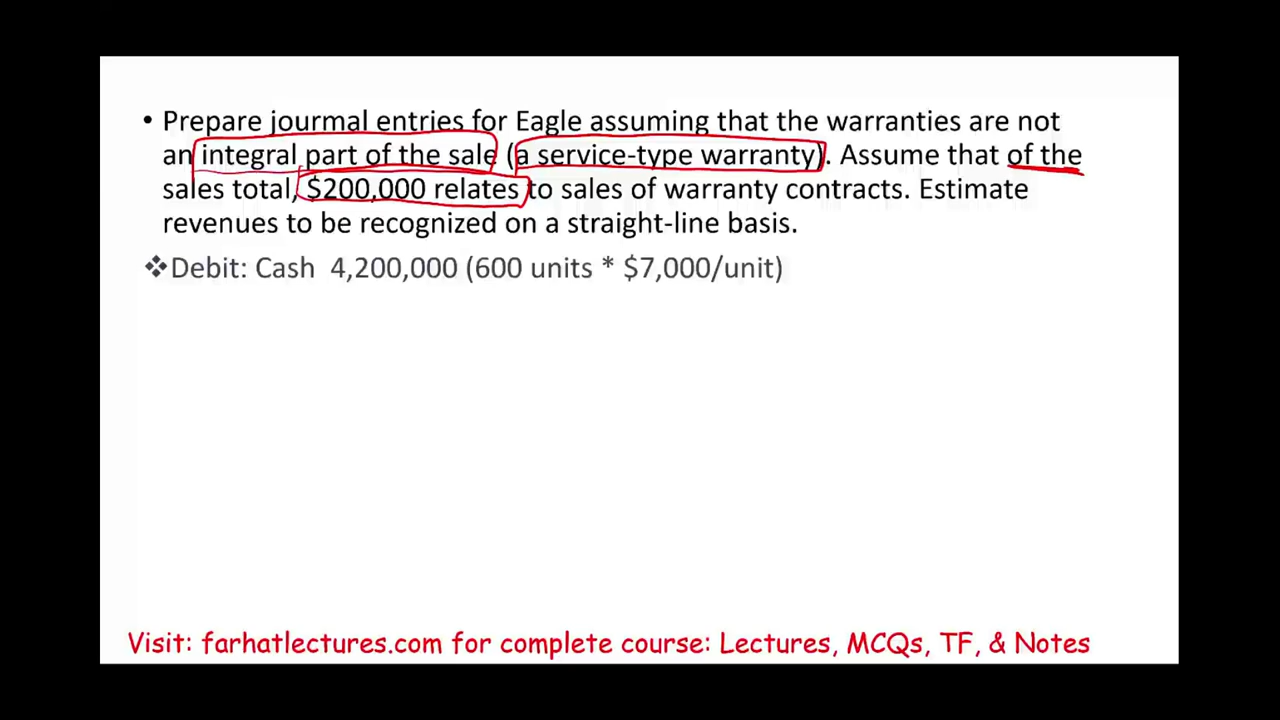 • Prepare jourmal entries for Eagle assuming that the warranties are not
an integral part of the sale (a service-type warranty). Assume that of the
sales total, $200,000 relates to sales of warranty contracts. Estimate
revenues to be recognized on a straight-line basis.
❖Debit: Cash 4,200,000 (600 units * $7,000/unit)
Visit: farhatlectures.com for complete course: Lectures, MCQs, TF, & Notes